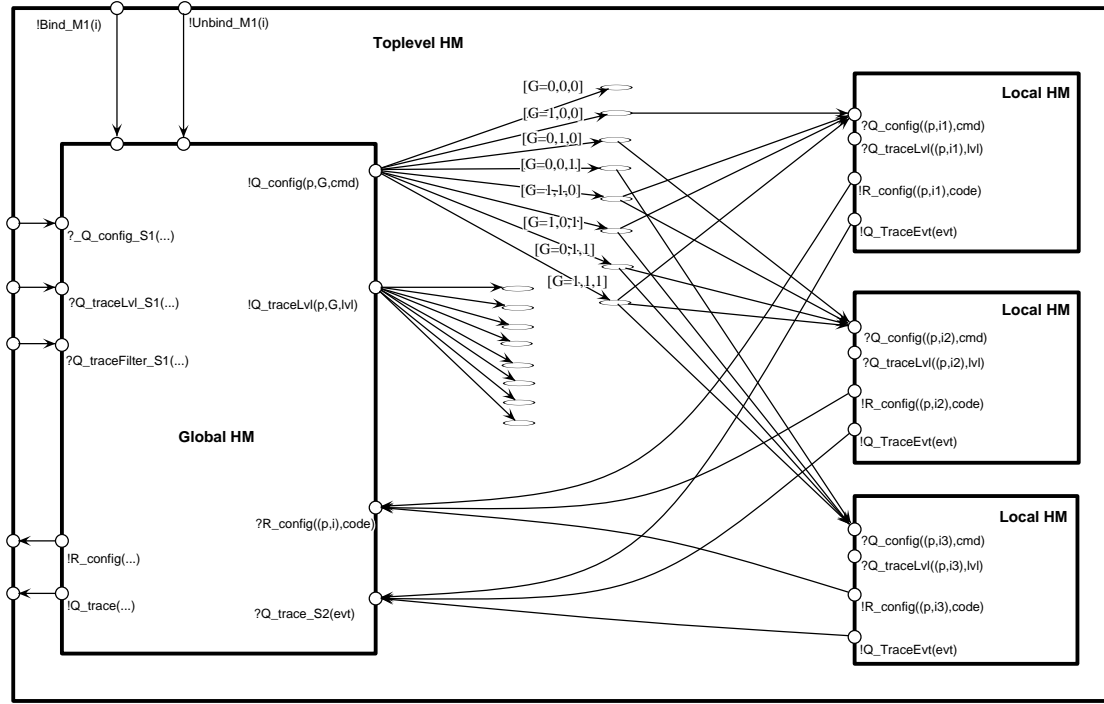 !Bind_M1(i)
!Unbind_M1(i)
Toplevel HM
[G=0,0,0]
[G=1,0,0]
[G=0,1,0]
[G=0,0,1]
[G=1,1,0]
[G=1,0,1]
[G=0,1,1]
[G=1,1,1]
!Q_config(p,G,cmd)
?_Q_config_S1(...)
?Q_traceLvl_S1(...)
!Q_traceLvl(p,G,lvl)
?Q_traceFilter_S1(...)
Global HM
?R_config((p,i),code)
!R_config(...)
!Q_trace(...)
?Q_trace_S2(evt)
Local HM
?Q_config((p,i1),cmd)
?Q_traceLvl((p,i1),lvl)
!R_config((p,i1),code)
!Q_TraceEvt(evt)
Local HM
?Q_config((p,i2),cmd)
?Q_traceLvl((p,i2),lvl)
!R_config((p,i2),code)
!Q_TraceEvt(evt)
Local HM
?Q_config((p,i3),cmd)
?Q_traceLvl((p,i3),lvl)
!R_config((p,i3),code)
!Q_TraceEvt(evt)